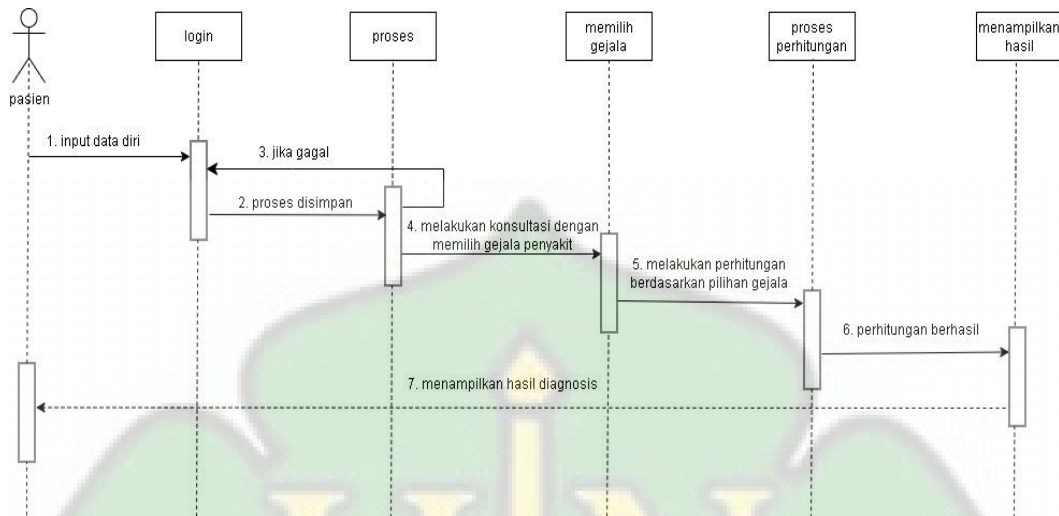 login
proses
memilih
gejala
proses
perhitungan
menampilkan
hasil
pasien
1. input data diri
3. jika gagal
2. proses disimpan
4. melakukan konsultasi dengan
memilih gejala penyakit
5. melakukan perhitungan
berdasarkan pilihan gejala
6. perhitungan berhasil
7. menampilkan hasil diagnosis